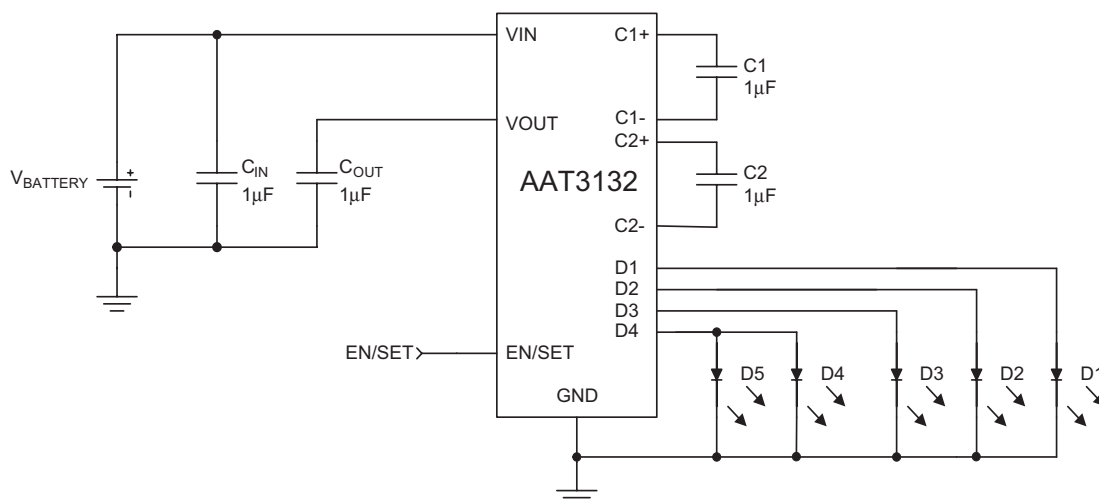 VIN
C1+
C1
1μF
VOUT
C1-
C2+
VBATTERY
+
-
CIN
1μF
COUT
1μF
AAT3132
C2
1μF
C2-
D1
D2
D3
D4
EN/SET
EN/SET
GND
D5
D4
D3
D2
D1